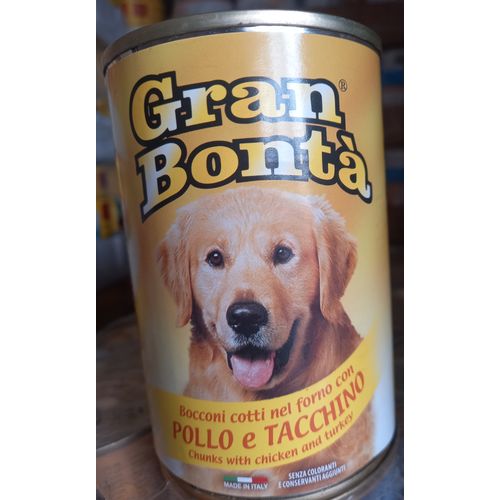 Gran®
Bontà
Bocconi cotti nel forno con
POLLO e TACCHINO
Chunks with chicken and turkey
MADE IN ITALY
SENZA COLORANTI
E CONSERVANTI AGGIUNTI